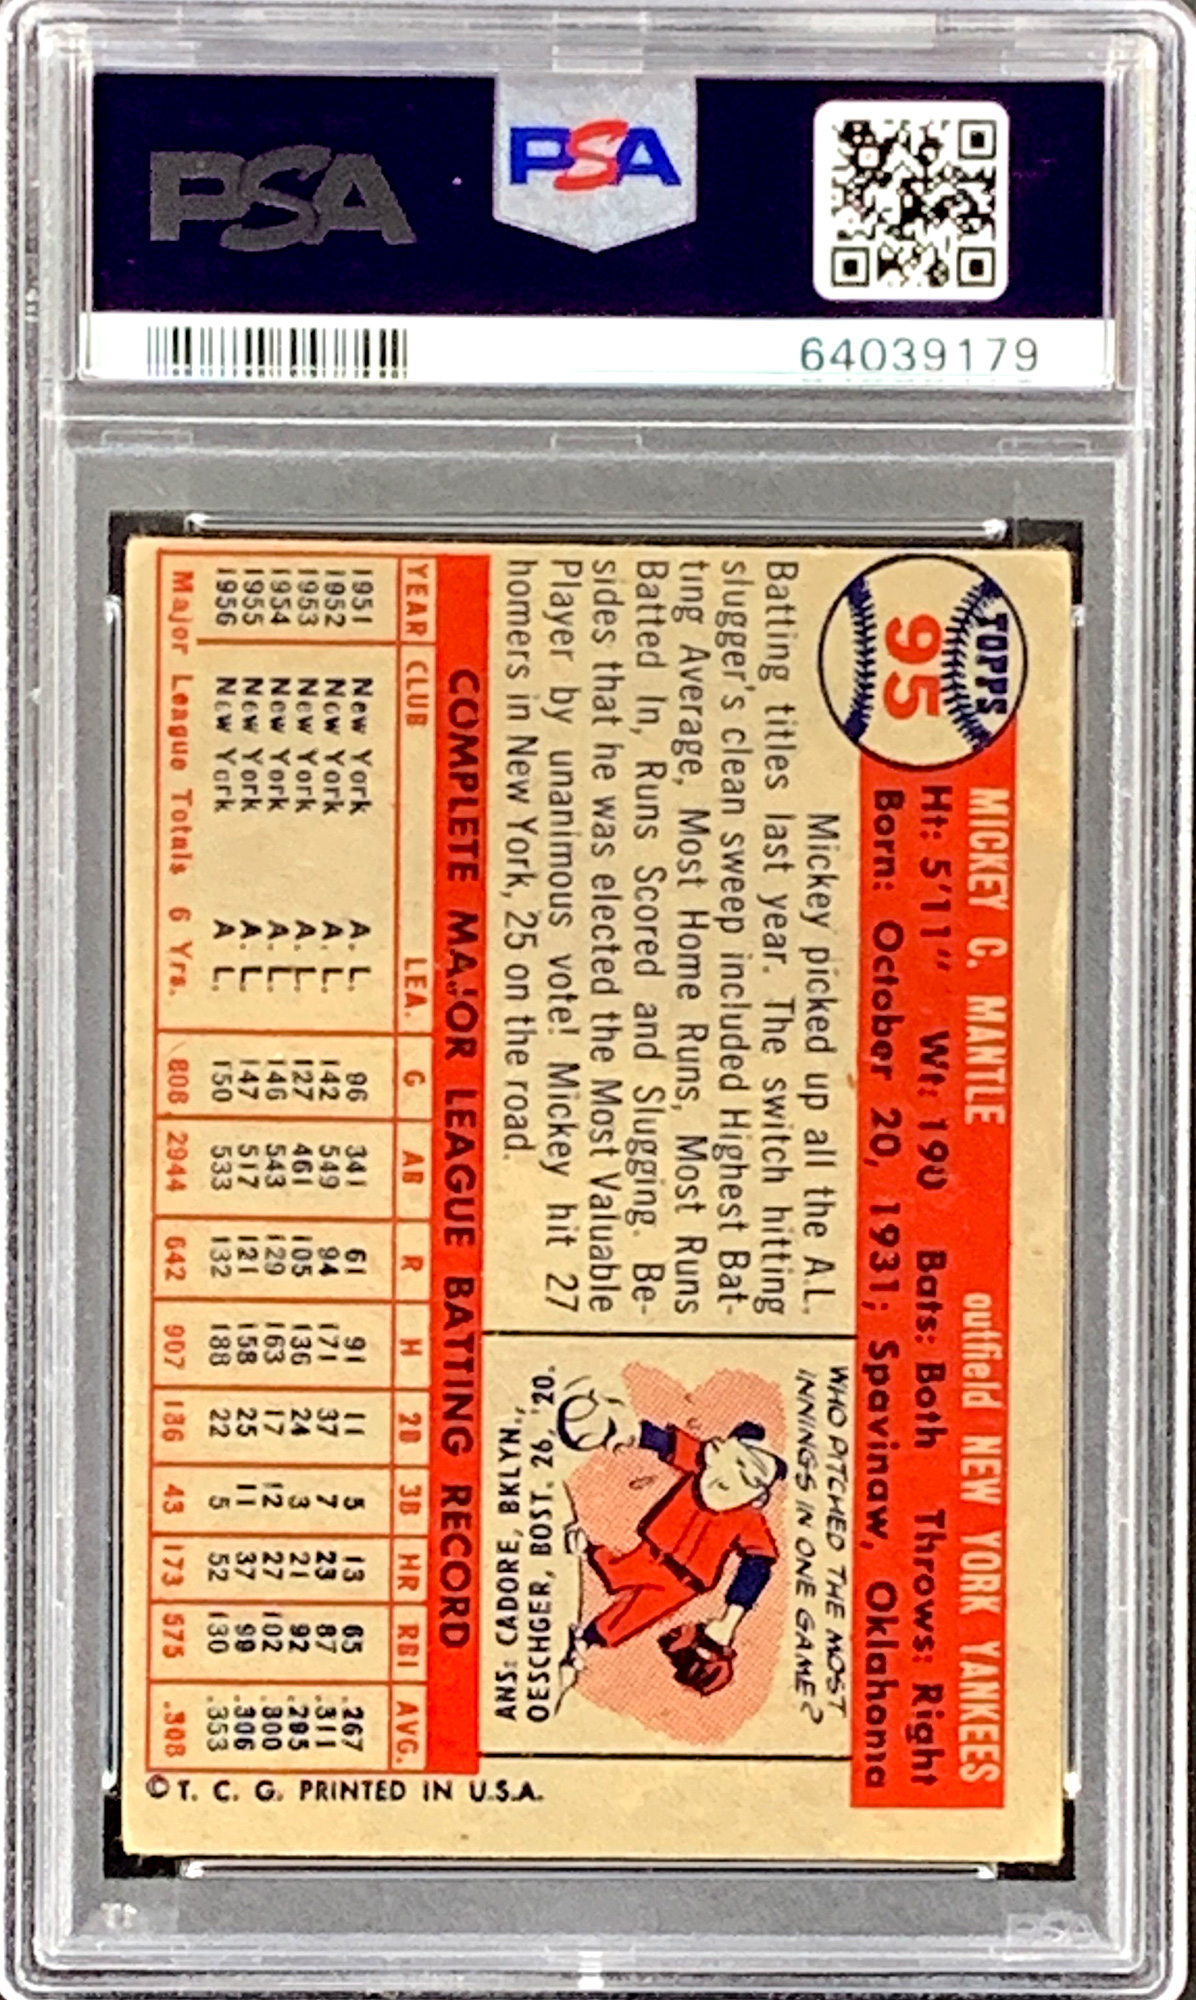 PSA
PSA
64039179
TOPPS
95
MICKEY C. MANTLE outfield NEW YORK YANKEES
Ht: 5'11" Wt: 190 Bats: Both Throws: Right
Born: October 20, 1931; Spavinaw, Oklahoma
Mickey picked up all the A.L.
Batting titles last year. The switch hitting
slugger's clean sweep included Highest Bat-
ting Average, Most Home Runs, Most Runs
Batted In, Runs Scored and Slugging. Be-
sides that he was elected the Most Valuable
Player by unanimous vote! Mickey hit 27
homers in New York, 25 on the road.
WHO PITCHED THE MOST
INNINGS IN ONE GAME?
ANS: CADORE, BKLYN.,
OESCHGER, BOST. 26, '20.
COMPLETE MAJOR LEAGUE BATTING RECORD
YEAR CLUB LEA. G AB R H 2B 3B HR RBI AVG.
1951 New York A. L. 96 341 61 91 11 5 13 65 .267
1952 New York A. L. 142 549 94 171 37 7 23 87 .311
1953 New York A. L. 127 461 105 136 24 3 21 92 .295
1954 New York A. L. 146 543 129 163 17 12 27 102 .300
1955 New York A. L. 147 517 121 158 25 11 37 99 .306
1956 New York A L. 150 533 132 188 22 5 52 130 .353
Major League Totals 6 Yrs. 808 2944 642 907 136 43 173 575 .308
© T. C. G. PRINTED IN U.S.A.
PSA